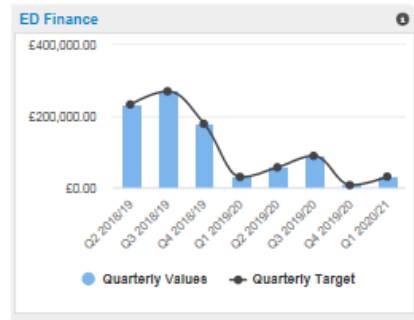 ED Finance
£400,000.00
£200,000.00
£0.00
Q2 2018/19
Q3 2018/19
Q4 2018/19
Q1 2019/20
Q2 2019/20
Q3 2019/20
Q4 2019/20
Q1 2020/21
Quarterly Values
Quarterly Target